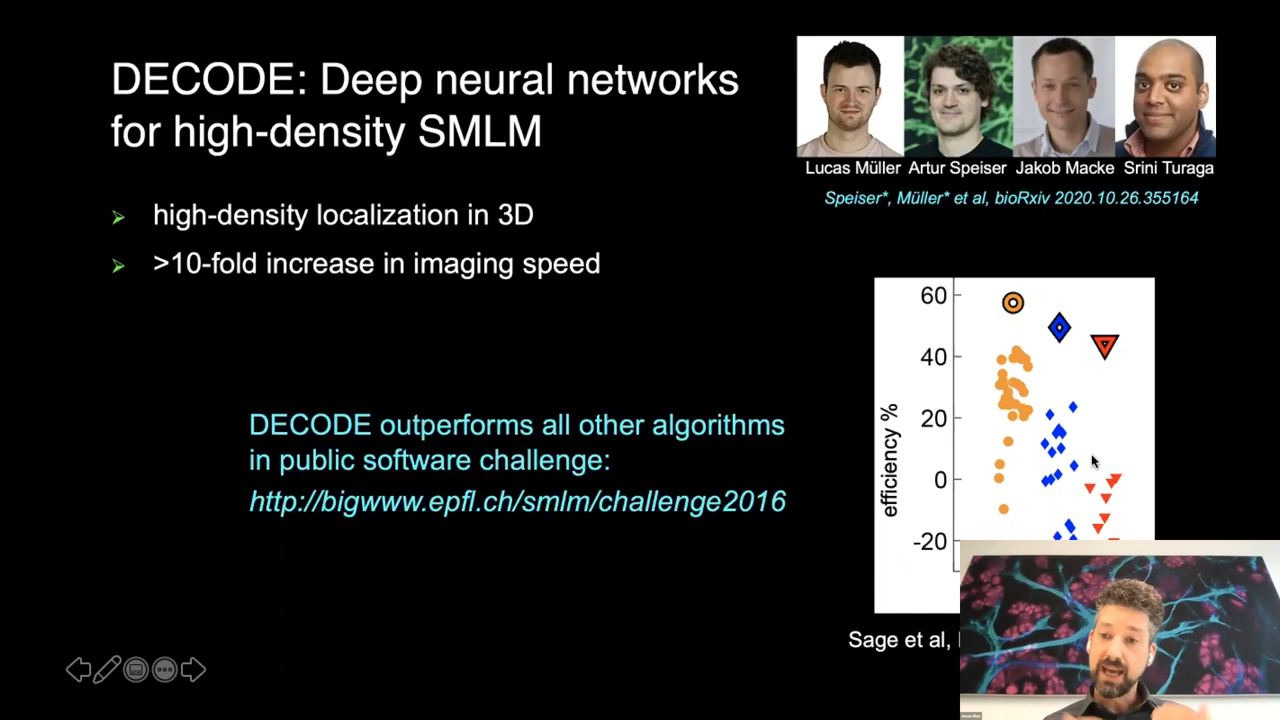 DECODE: Deep neural networks
for high-density SMLM
Lucas Müller Artur Speiser Jakob Macke Srini Turaga
Speiser*, Müller* et al, bioRxiv 2020.10.26.355164
high-density localization in 3D
>10-fold increase in imaging speed
DECODE outperforms all other algorithms
in public software challenge:
http://bigwww.epfl.ch/smlm/challenge2016
efficiency %
60
40
20
0
-20
Sage et al,